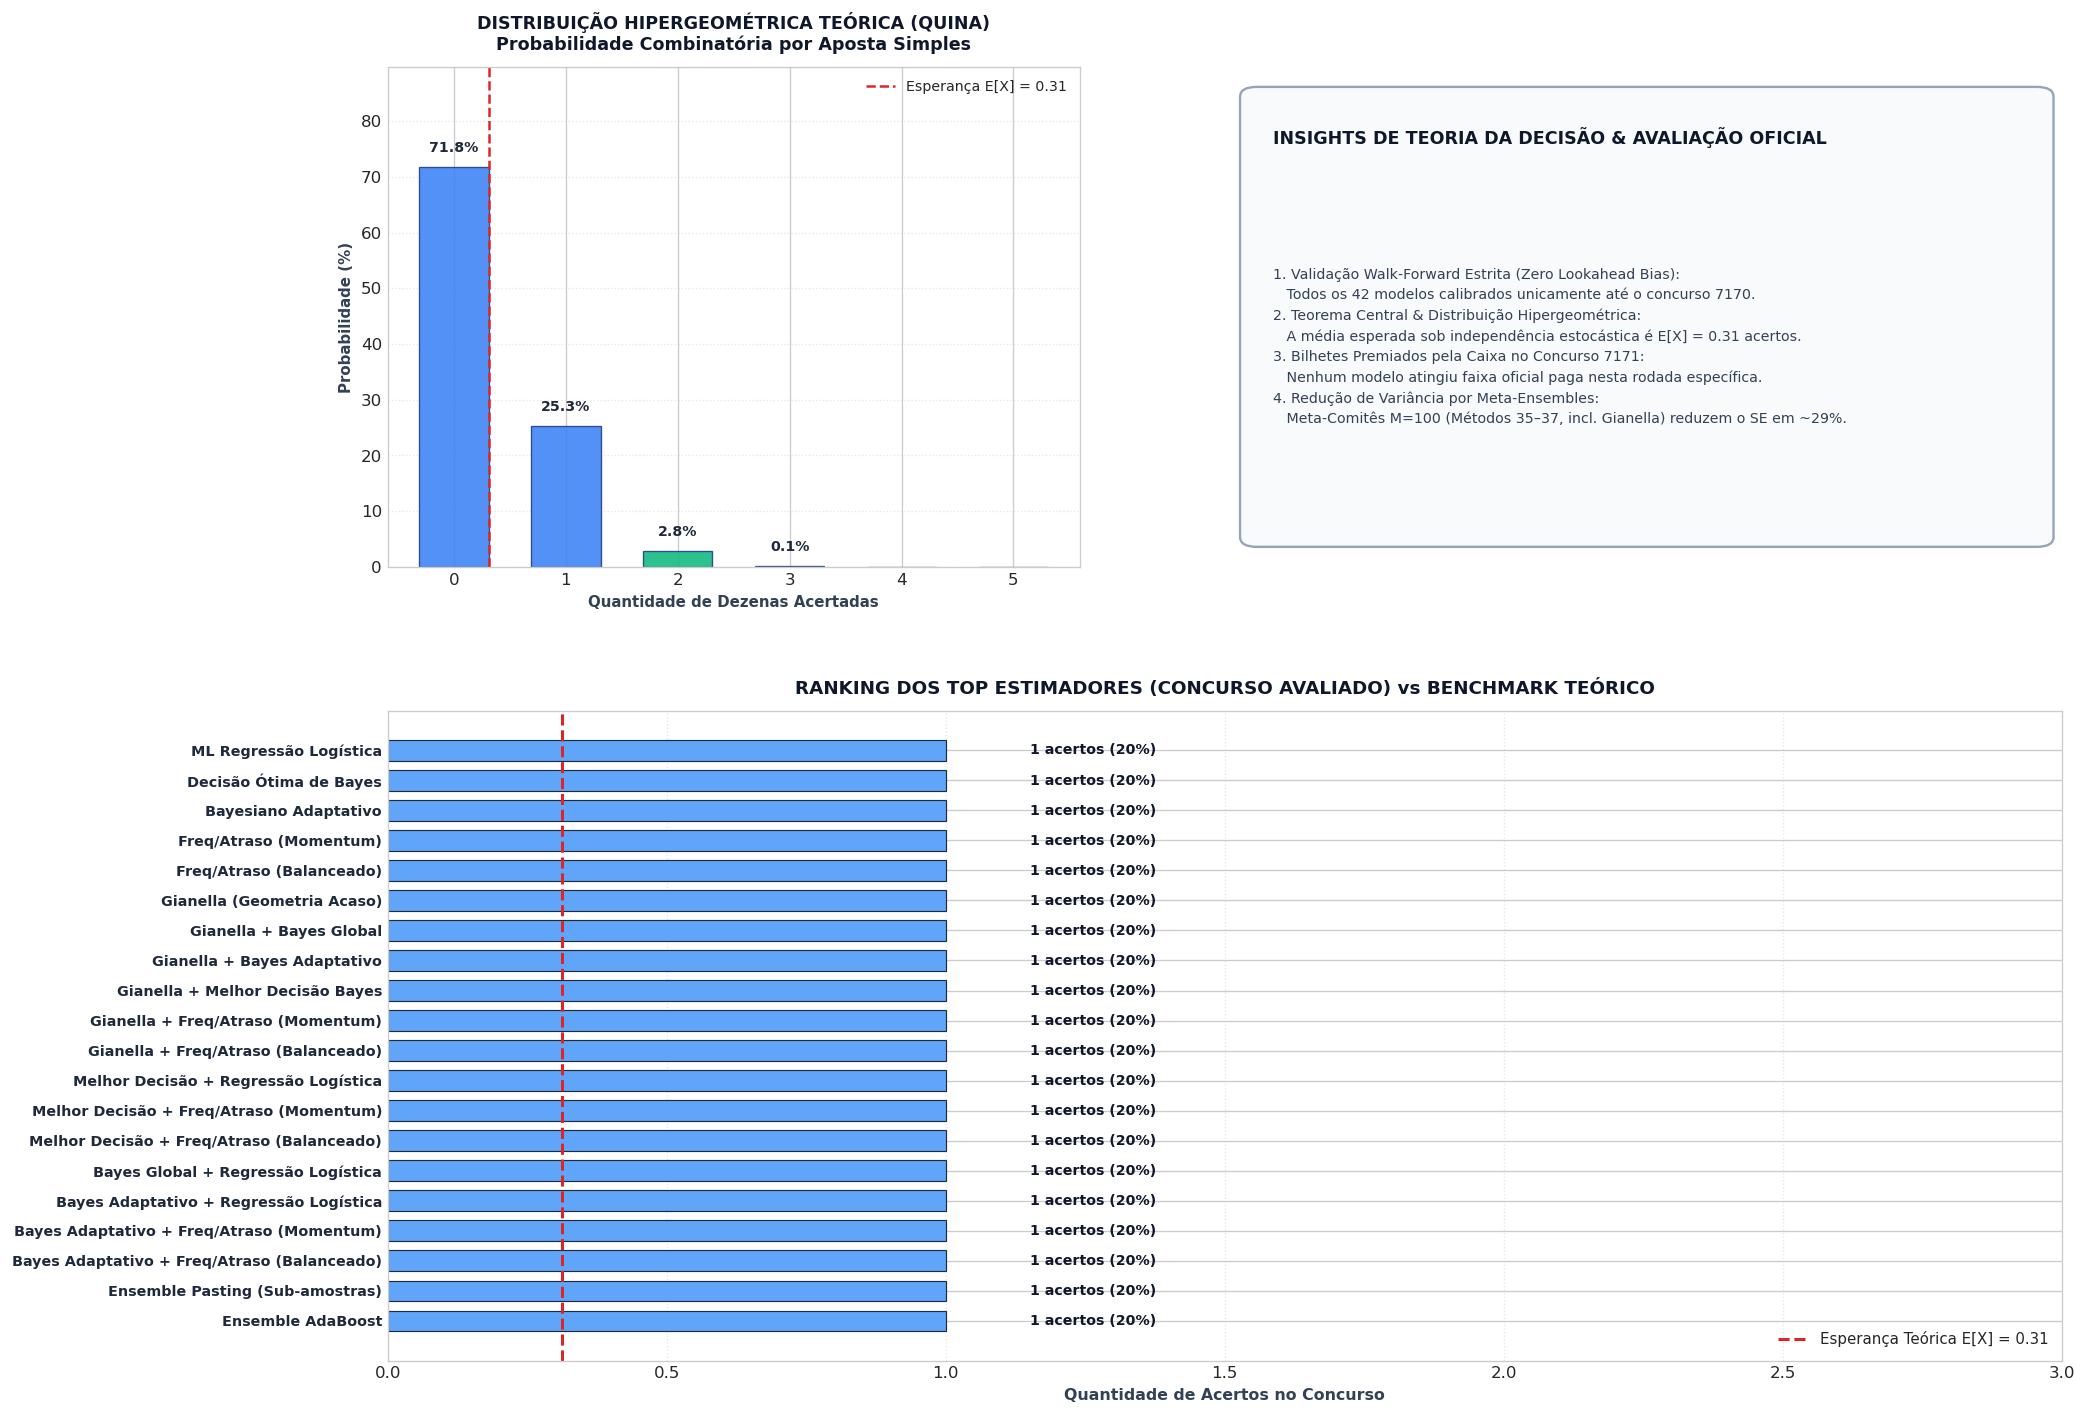 DISTRIBUIÇÃO HIPERGEOMÉTRICA TEÓRICA (QUINA)
Probabilidade Combinatória por Aposta Simples
Esperança E[X] = 0.31
Probabilidade (%)
80
70
60
50
40
30
20
10
0
71.8%
25.3%
2.8%
0.1%
0 1 2 3 4 5
Quantidade de Dezenas Acertadas
INSIGHTS DE TEORIA DA DECISÃO & AVALIAÇÃO OFICIAL
1. Validação Walk-Forward Estrita (Zero Lookahead Bias):
Todos os 42 modelos calibrados unicamente até o concurso 7170.
2. Teorema Central & Distribuição Hipergeométrica:
A média esperada sob independência estocástica é E[X] = 0.31 acertos.
3. Bilhetes Premiados pela Caixa no Concurso 7171:
Nenhum modelo atingiu faixa oficial paga nesta rodada específica.
4. Redução de Variância por Meta-Ensembles:
Meta-Comitês M=100 (Métodos 35–37, incl. Gianella) reduzem o SE em ~29%.
RANKING DOS TOP ESTIMADORES (CONCURSO AVALIADO) vs BENCHMARK TEÓRICO
ML Regressão Logística 1 acertos (20%)
Decisão Ótima de Bayes 1 acertos (20%)
Bayesiano Adaptativo 1 acertos (20%)
Freq/Atraso (Momentum) 1 acertos (20%)
Freq/Atraso (Balanceado) 1 acertos (20%)
Gianella (Geometria Acaso) 1 acertos (20%)
Gianella + Bayes Global 1 acertos (20%)
Gianella + Bayes Adaptativo 1 acertos (20%)
Gianella + Melhor Decisão Bayes 1 acertos (20%)
Gianella + Freq/Atraso (Momentum) 1 acertos (20%)
Gianella + Freq/Atraso (Balanceado) 1 acertos (20%)
Melhor Decisão + Regressão Logística 1 acertos (20%)
Melhor Decisão + Freq/Atraso (Momentum) 1 acertos (20%)
Melhor Decisão + Freq/Atraso (Balanceado) 1 acertos (20%)
Bayes Global + Regressão Logística 1 acertos (20%)
Bayes Adaptativo + Regressão Logística 1 acertos (20%)
Bayes Adaptativo + Freq/Atraso (Momentum) 1 acertos (20%)
Bayes Adaptativo + Freq/Atraso (Balanceado) 1 acertos (20%)
Ensemble Pasting (Sub-amostras) 1 acertos (20%)
Ensemble AdaBoost 1 acertos (20%)
Esperança Teórica E[X] = 0.31
0.0 0.5 1.0 1.5 2.0 2.5 3.0
Quantidade de Acertos no Concurso